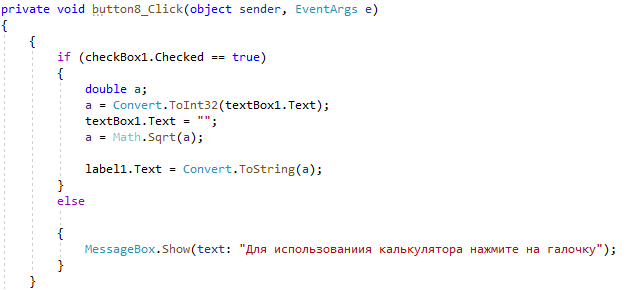 private void button8_Click(object sender, EventArgs e)
{
{
if (checkBox1.Checked == true)
{
double a;
a = Convert.ToInt32(textBox1.Text);
textBox1.Text = "";
a = Math.Sqrt(a);
label1.Text = Convert.ToString(a);
}
else
{
MessageBox.Show(text: "Для использованиия калькулятора нажмите на галочку");
}
}